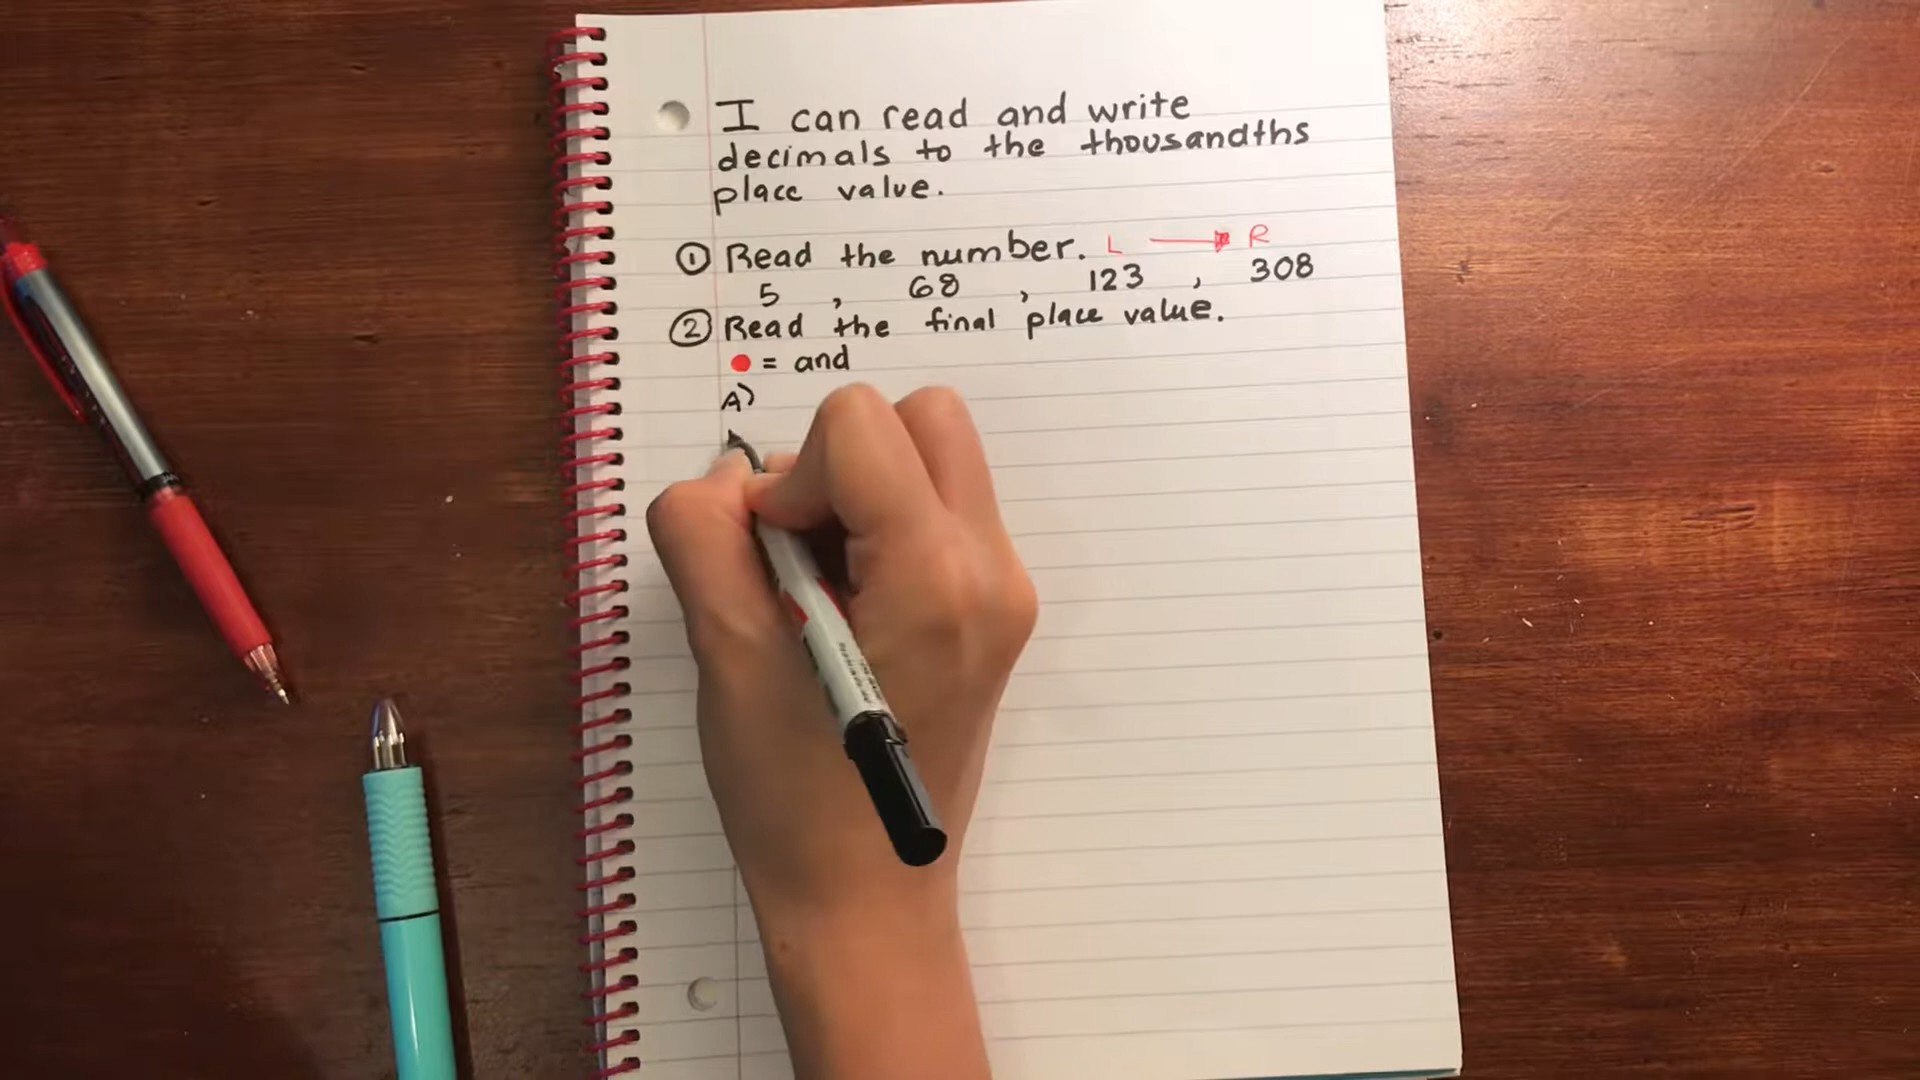 I can read and write
decimals to the thousandths
place value.
① Read the number. L → R
5 , 68 , 123 , 308
② Read the final place value.
● = and
A)